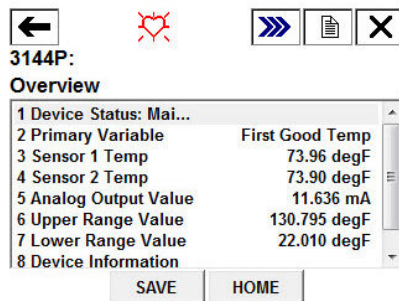 3144P:
Overview
1 Device Status: Mai...
2 Primary Variable First Good Temp
3 Sensor 1 Temp 73.96 degF
4 Sensor 2 Temp 73.90 degF
5 Analog Output Value 11.636 mA
6 Upper Range Value 130.795 degF
7 Lower Range Value 22.010 degF
8 Device Information
SAVE HOME